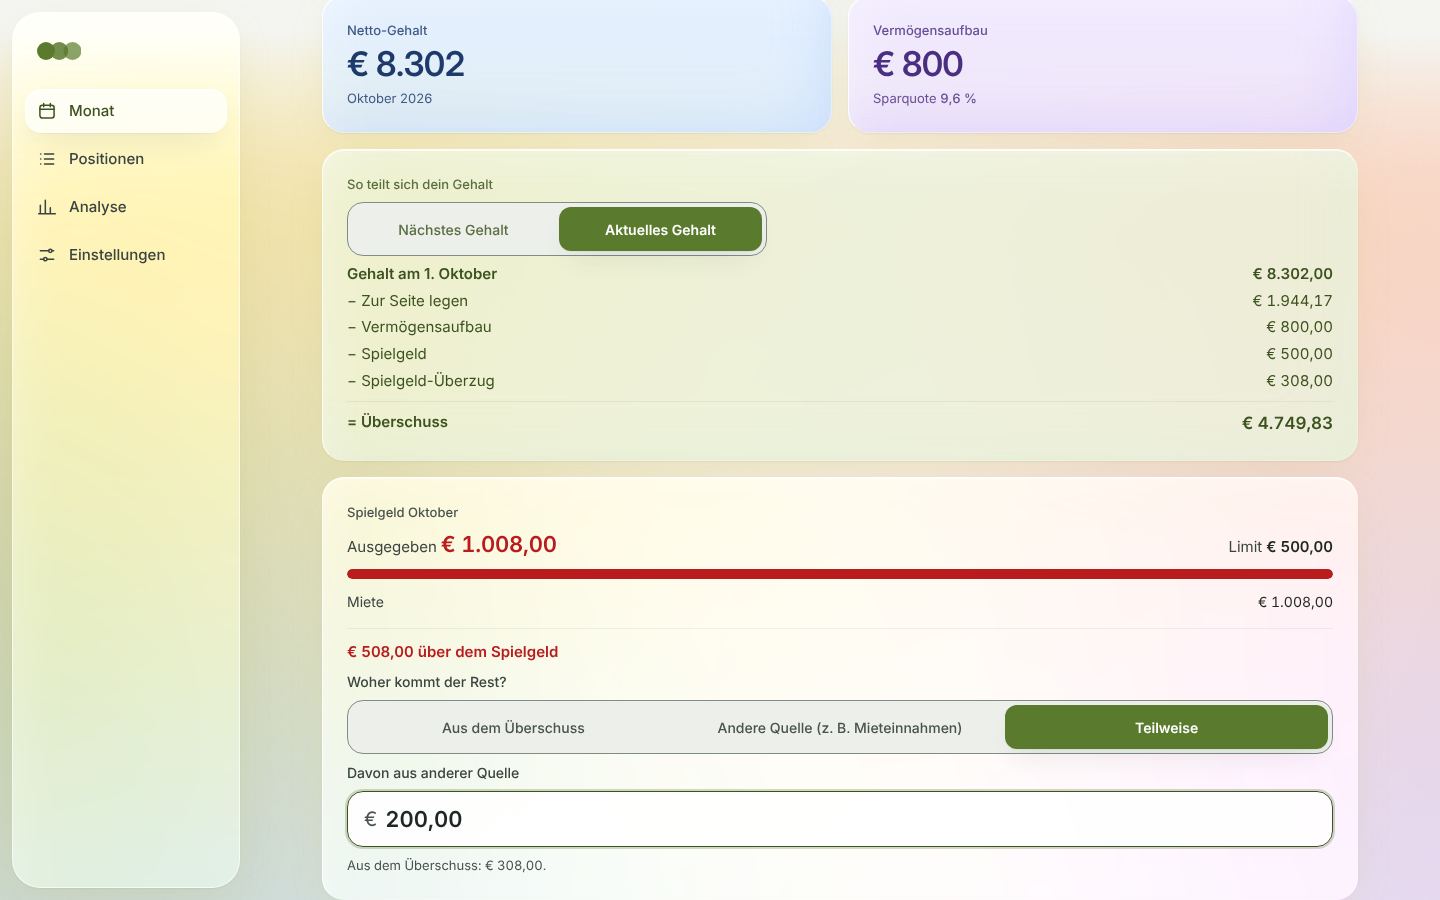 Netto-Gehalt
€ 8.302
Oktober 2026
Vermögensaufbau
€ 800
Sparquote 9,6 %
Monat
Positionen
Analyse
Einstellungen
So teilt sich dein Gehalt
Nächstes Gehalt Aktuelles Gehalt
Gehalt am 1. Oktober € 8.302,00
– Zur Seite legen € 1.944,17
– Vermögensaufbau € 800,00
– Spielgeld € 500,00
– Spielgeld-Überzug € 308,00
= Überschuss € 4.749,83
Spielgeld Oktober
Ausgegeben € 1.008,00 Limit € 500,00
Miete € 1.008,00
€ 508,00 über dem Spielgeld
Woher kommt der Rest?
Aus dem Überschuss Andere Quelle (z. B. Mieteinnahmen) Teilweise
Davon aus anderer Quelle
€ 200,00
Aus dem Überschuss: € 308,00.